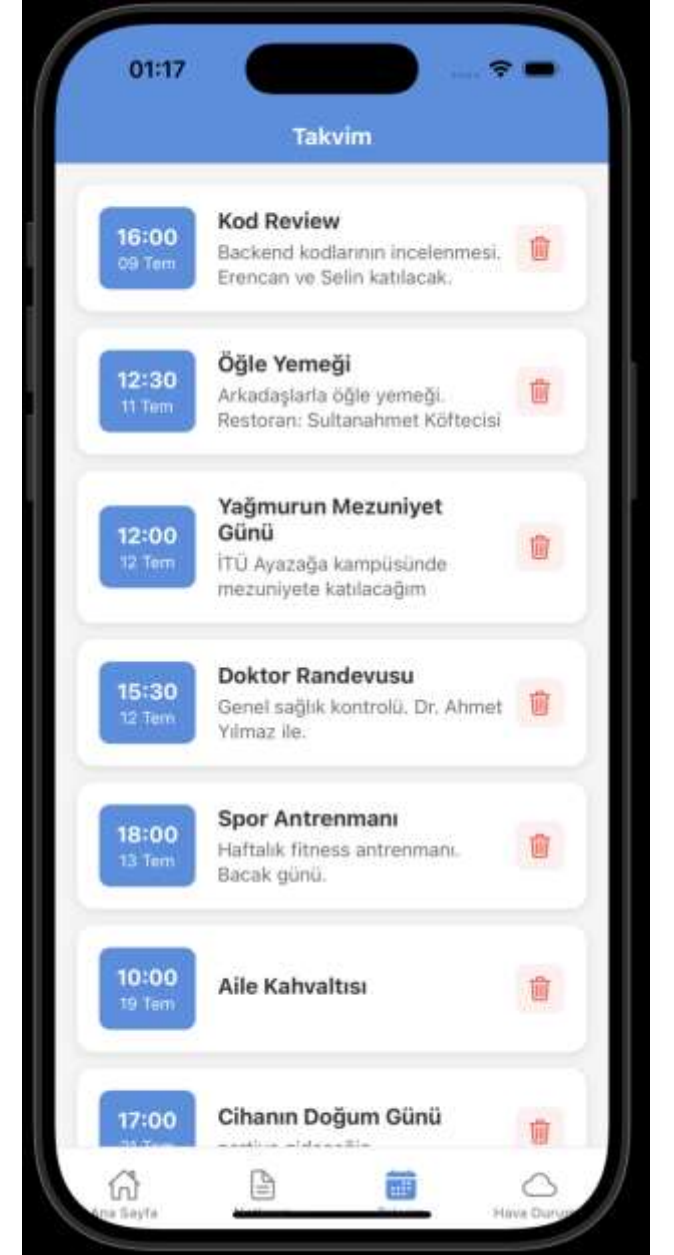 01:17
Takvim
16:00
09 Tem
Kod Review
Backend kodlarının incelenmesi.
Erencan ve Selin katılacak.
12:30
11 Tem
Öğle Yemeği
Arkadaşlarla öğle yemeği.
Restoran: Sultanahmet Köftecisi
12:00
12 Tem
Yağmurun Mezuniyet
Günü
İTÜ Ayazağa kampüsünde
mezuniyete katılacağım
15:30
12 Tem
Doktor Randevusu
Genel sağlık kontrolü. Dr. Ahmet
Yılmaz ile.
18:00
13 Tem
Spor Antrenmanı
Haftalık fitness antrenmanı.
Bacak günü.
10:00
19 Tem
Aile Kahvaltısı
17:00
Cihanın Doğum Günü
Ana Sayfa
Hava